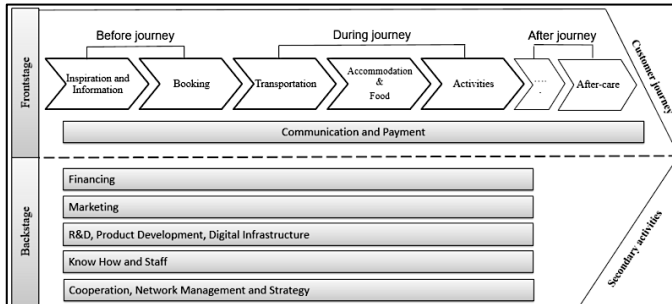 Before journey
During journey
After journey
Frontstage
Inspiration and
Information
Booking
Transportation
Accommodation
&
Food
Activities
....
.
After-care
Customer journey
Communication and Payment
Backstage
Financing
Marketing
R&D, Product Development, Digital Infrastructure
Know How and Staff
Cooperation, Network Management and Strategy
Secondary activities